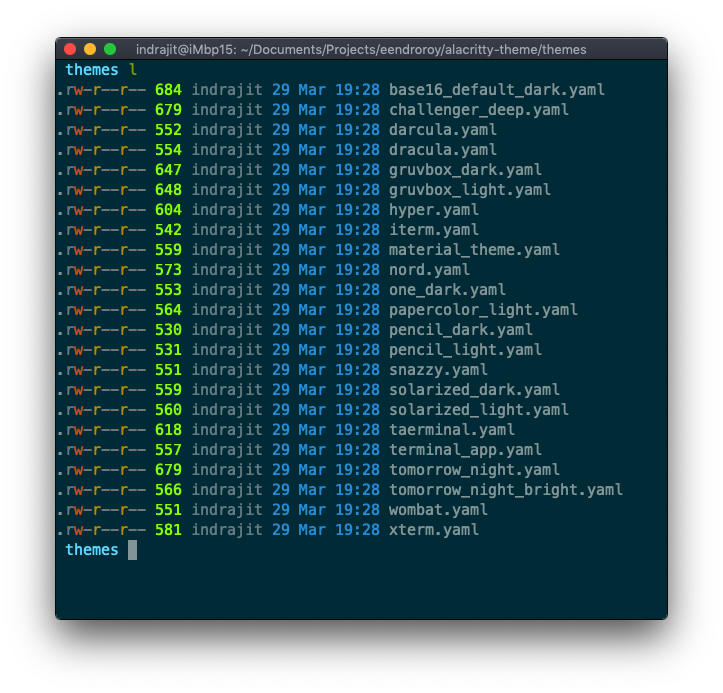 indrajit@iMbp15: ~/Documents/Projects/eendroroy/alacritty-theme/themes
themes l
.rw-r--r-- 684 indrajit 29 Mar 19:28 base16_default_dark.yaml
.rw-r--r-- 679 indrajit 29 Mar 19:28 challenger_deep.yaml
.rw-r--r-- 552 indrajit 29 Mar 19:28 darcula.yaml
.rw-r--r-- 554 indrajit 29 Mar 19:28 dracula.yaml
.rw-r--r-- 647 indrajit 29 Mar 19:28 gruvbox_dark.yaml
.rw-r--r-- 648 indrajit 29 Mar 19:28 gruvbox_light.yaml
.rw-r--r-- 604 indrajit 29 Mar 19:28 hyper.yaml
.rw-r--r-- 542 indrajit 29 Mar 19:28 iterm.yaml
.rw-r--r-- 559 indrajit 29 Mar 19:28 material_theme.yaml
.rw-r--r-- 573 indrajit 29 Mar 19:28 nord.yaml
.rw-r--r-- 553 indrajit 29 Mar 19:28 one_dark.yaml
.rw-r--r-- 564 indrajit 29 Mar 19:28 papercolor_light.yaml
.rw-r--r-- 530 indrajit 29 Mar 19:28 pencil_dark.yaml
.rw-r--r-- 531 indrajit 29 Mar 19:28 pencil_light.yaml
.rw-r--r-- 551 indrajit 29 Mar 19:28 snazzy.yaml
.rw-r--r-- 559 indrajit 29 Mar 19:28 solarized_dark.yaml
.rw-r--r-- 560 indrajit 29 Mar 19:28 solarized_light.yaml
.rw-r--r-- 618 indrajit 29 Mar 19:28 taerminal.yaml
.rw-r--r-- 557 indrajit 29 Mar 19:28 terminal_app.yaml
.rw-r--r-- 679 indrajit 29 Mar 19:28 tomorrow_night.yaml
.rw-r--r-- 566 indrajit 29 Mar 19:28 tomorrow_night_bright.yaml
.rw-r--r-- 551 indrajit 29 Mar 19:28 wombat.yaml
.rw-r--r-- 581 indrajit 29 Mar 19:28 xterm.yaml
themes